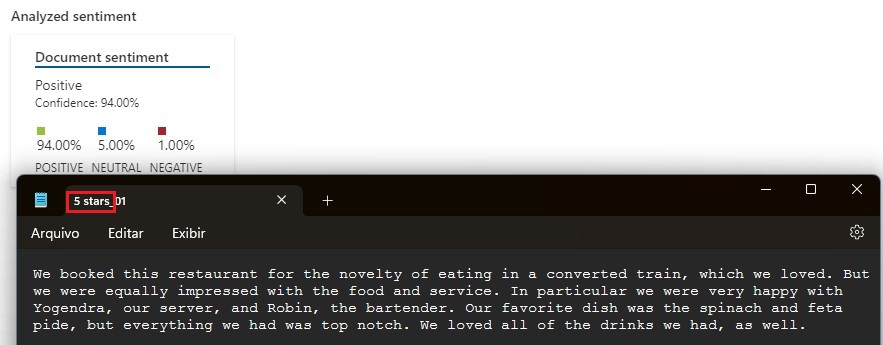 Analyzed sentiment
Document sentiment
Positive
Confidence: 94.00%
94.00% 5.00% 1.00%
POSITIVE NEUTRAL NEGATIVE
5 stars_01
Arquivo Editar Exibir
We booked this restaurant for the novelty of eating in a converted train, which we loved. But
we were equally impressed with the food and service. In particular we were very happy with
Yogendra, our server, and Robin, the bartender. Our favorite dish was the spinach and feta
pide, but everything we had was top notch. We loved all of the drinks we had, as well.